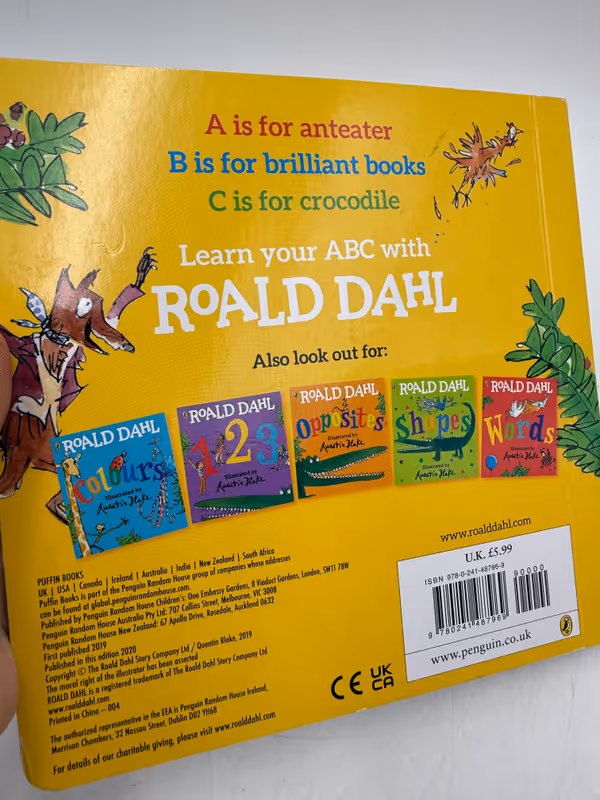 A is for anteater
B is for brilliant books
C is for crocodile
Learn your ABC with
ROALD DAHL
Also look out for:
ROALD DAHL
Colours
Illustrated by
Quentin Blake
ROALD DAHL
1 2 3
Illustrated by
Quentin Blake
ROALD DAHL
Opposites
Illustrated by
Quentin Blake
ROALD DAHL
Shapes
Illustrated by
Quentin Blake
ROALD DAHL
Words
Illustrated by
Quentin Blake
PUFFIN BOOKS
UK | USA | Canada | Ireland | Australia | India | New Zealand | South Africa
Puffin Books is part of the Penguin Random House group of companies whose addresses
can be found at global.penguinrandomhouse.com.
Published by Penguin Random House Children's: One Embassy Gardens, 8 Viaduct Gardens, London, SW11 7BW
Penguin Random House Australia Pty Ltd: 707 Collins Street, Melbourne, VIC 3008
Penguin Random House New Zealand: 67 Apollo Drive, Rosedale, Auckland 0632
First published 2019
Published in this edition 2020
Copyright © The Roald Dahl Story Company Ltd / Quentin Blake, 2019
The moral right of the illustrator has been asserted
ROALD DAHL is a registered trademark of The Roald Dahl Story Company Ltd
www.roalddahl.com
Printed in China – 004
The authorized representative in the EEA is Penguin Random House Ireland,
Morrison Chambers, 32 Nassau Street, Dublin D02 YH68
For details of our charitable giving, please visit www.roalddahl.com
CE UK
CA
www.roalddahl.com
U.K. £5.99
ISBN 978-0-241-48796-9
90000
9 780241 487969
www.penguin.co.uk